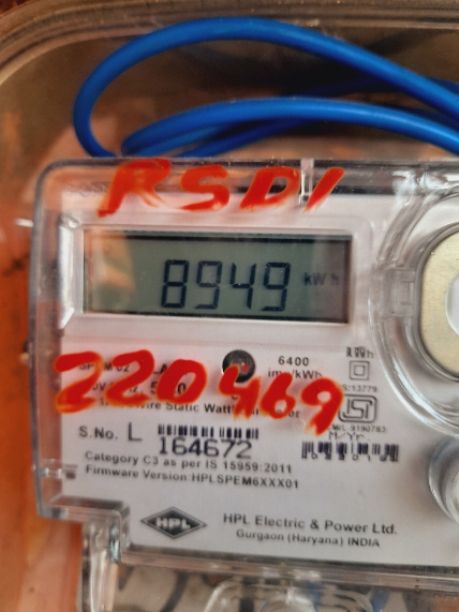 RSDI
8949 kWh
6400
imp/kWh
220469
S.No. L 164672
Category C3 as per IS 15959:2011
Firmware Version:HPLSPEM6XXX01
HPL
HPL Electric & Power Ltd.
Gurgaon (Haryana) INDIA